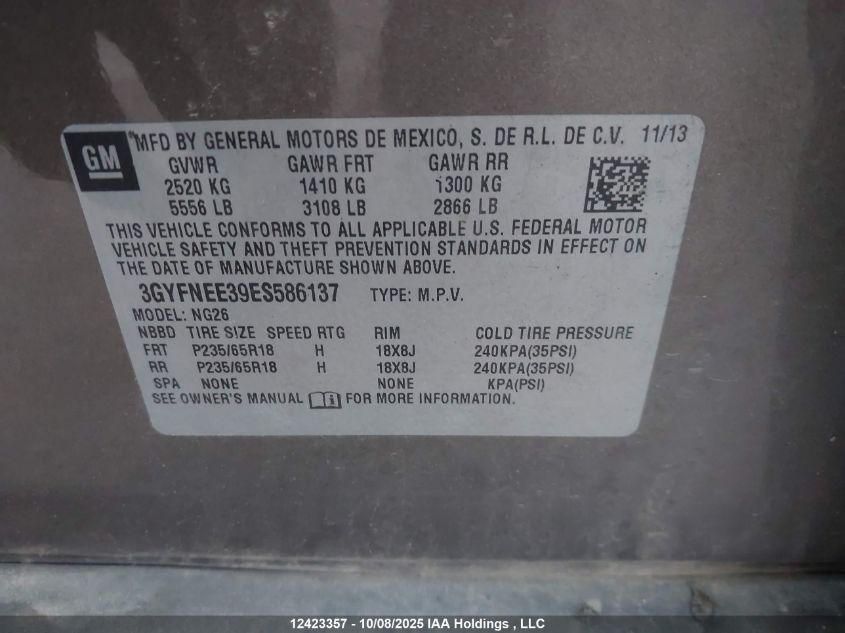 GM
MFD BY GENERAL MOTORS DE MEXICO, S. DE R.L. DE C.V. 11/13
GVWR GAWR FRT GAWR RR
2520 KG 1410 KG 1300 KG
5556 LB 3108 LB 2866 LB
THIS VEHICLE CONFORMS TO ALL APPLICABLE U.S. FEDERAL MOTOR
VEHICLE SAFETY AND THEFT PREVENTION STANDARDS IN EFFECT ON
THE DATE OF MANUFACTURE SHOWN ABOVE.
3GYFNEE39ES586137 TYPE: M.P.V.
MODEL: NG26
NBBD TIRE SIZE SPEED RTG RIM COLD TIRE PRESSURE
FRT P235/65R18 H 18X8J 240KPA(35PSI)
RR P235/65R18 H 18X8J 240KPA(35PSI)
SPA NONE NONE KPA(PSI)
SEE OWNER'S MANUAL FOR MORE INFORMATION.
12423357 - 10/08/2025 IAA Holdings , LLC